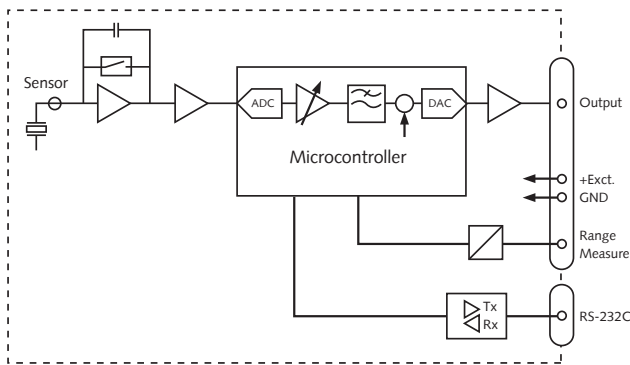 Sensor
ADC
DAC
Microcontroller
Output
+Exct.
GND
Range
Measure
Tx
Rx
RS-232C